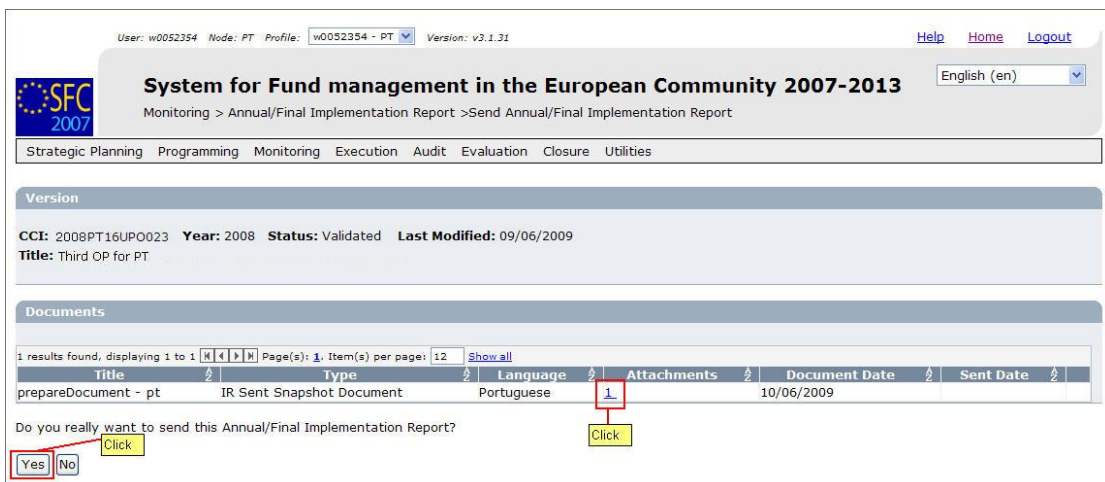 User: w0052354 Node: PT Profile: w0052354 - PT Version: v3.1.31 Help Home Logout
System for Fund management in the European Community 2007-2013 English (en)
SFC 2007
Monitoring > Annual/Final Implementation Report >Send Annual/Final Implementation Report
Strategic Planning Programming Monitoring Execution Audit Evaluation Closure Utilities
Version
CCI: 2008PT16UPO023 Year: 2008 Status: Validated Last Modified: 09/06/2009
Title: Third OP for PT
Documents
1 results found, displaying 1 to 1 Page(s): 1. Item(s) per page: 12 Show all
Title Type Language Attachments Document Date Sent Date
prepareDocument - pt IR Sent Snapshot Document Portuguese 1 10/06/2009
Do you really want to send this Annual/Final Implementation Report?
Click Click
Yes No